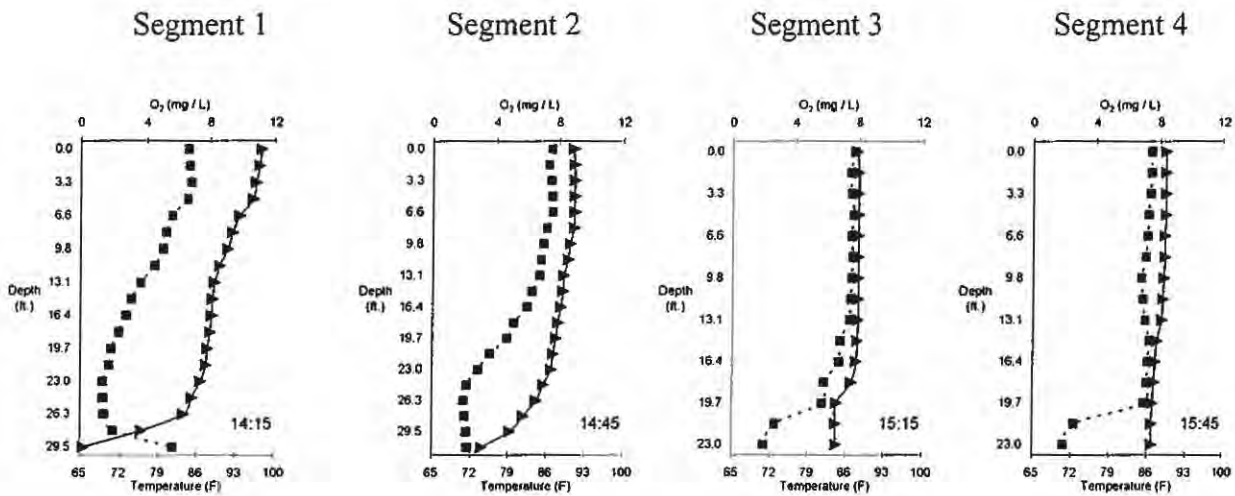 Segment 1
O₂ (mg / L)
0 4 8 12
0.0
3.3
6.6
9.8
13.1
16.4
19.7
23.0
26.3
29.5
Depth
(ft.)
14:15
65 72 79 86 93 100
Temperature (F)
Segment 2
O₂ (mg / L)
0 4 8 12
0.0
3.3
6.6
9.8
13.1
16.4
19.7
23.0
26.3
29.5
Depth
(ft.)
14:45
65 72 79 86 93 100
Temperature (F)
Segment 3
O₂ (mg / L)
0 4 8 12
0.0
3.3
6.6
9.8
13.1
16.4
19.7
23.0
Depth
(ft.)
15:15
65 72 79 86 93 100
Temperature (F)
Segment 4
O₂ (mg / L)
0 4 8 12
0.0
3.3
6.6
9.8
13.1
16.4
19.7
23.0
Depth
(ft.)
15:45
65 72 79 86 93 100
Temperature (F)